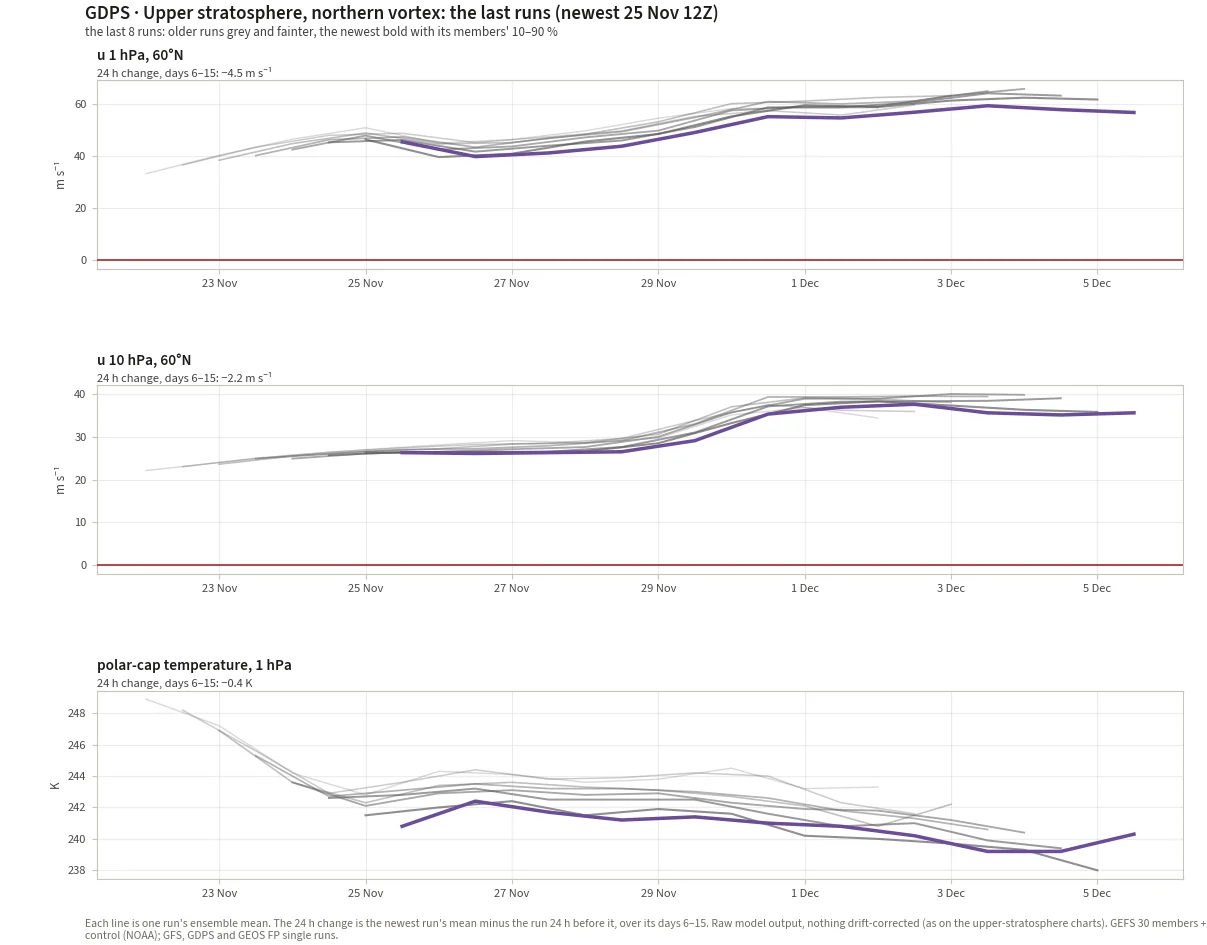 GDPS · Upper stratosphere, northern vortex: the last runs (newest 25 Nov 12Z)
the last 8 runs: older runs grey and fainter, the newest bold with its members' 10–90 %
u 1 hPa, 60°N
24 h change, days 6–15: −4.5 m s⁻¹
60
40
20
0
m s⁻¹
23 Nov 25 Nov 27 Nov 29 Nov 1 Dec 3 Dec 5 Dec
u 10 hPa, 60°N
24 h change, days 6–15: −2.2 m s⁻¹
40
30
20
10
0
m s⁻¹
23 Nov 25 Nov 27 Nov 29 Nov 1 Dec 3 Dec 5 Dec
polar-cap temperature, 1 hPa
24 h change, days 6–15: −0.4 K
248
246
244
242
240
238
K
23 Nov 25 Nov 27 Nov 29 Nov 1 Dec 3 Dec 5 Dec
Each line is one run's ensemble mean. The 24 h change is the newest run's mean minus the run 24 h before it, over its days 6–15. Raw model output, nothing drift-corrected (as on the upper-stratosphere charts). GEFS 30 members +
control (NOAA); GFS, GDPS and GEOS FP single runs.